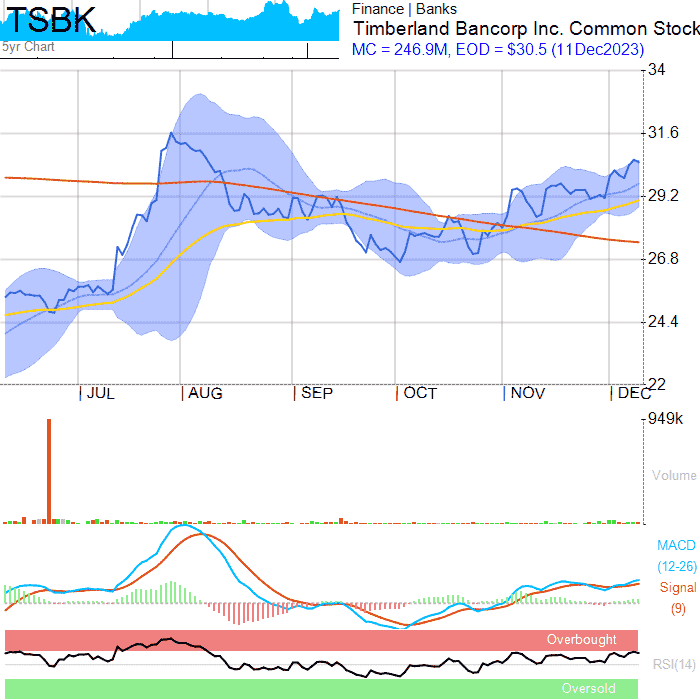 TSBK
5yr Chart
Finance | Banks
Timberland Bancorp Inc. Common Stock
MC = 246.9M, EOD = $30.5 (11Dec2023)
34
31.6
29.2
26.8
24.4
22
JUL AUG SEP OCT NOV DEC
949k
Volume
MACD
(12-26)
Signal
(9)
Overbought
RSI(14)
Oversold